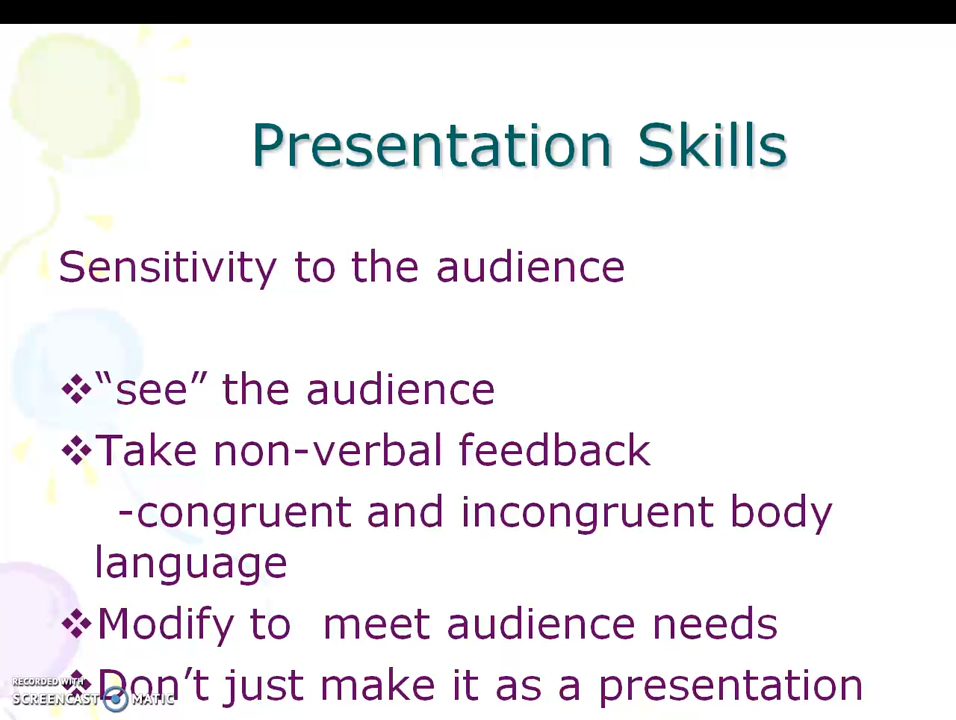 Presentation Skills
Sensitivity to the audience
❖“see” the audience
❖Take non-verbal feedback
-congruent and incongruent body
language
❖Modify to  meet audience needs
❖Don’t just make it as a presentation
RECORDED WITH
SCREENCAST MATIC